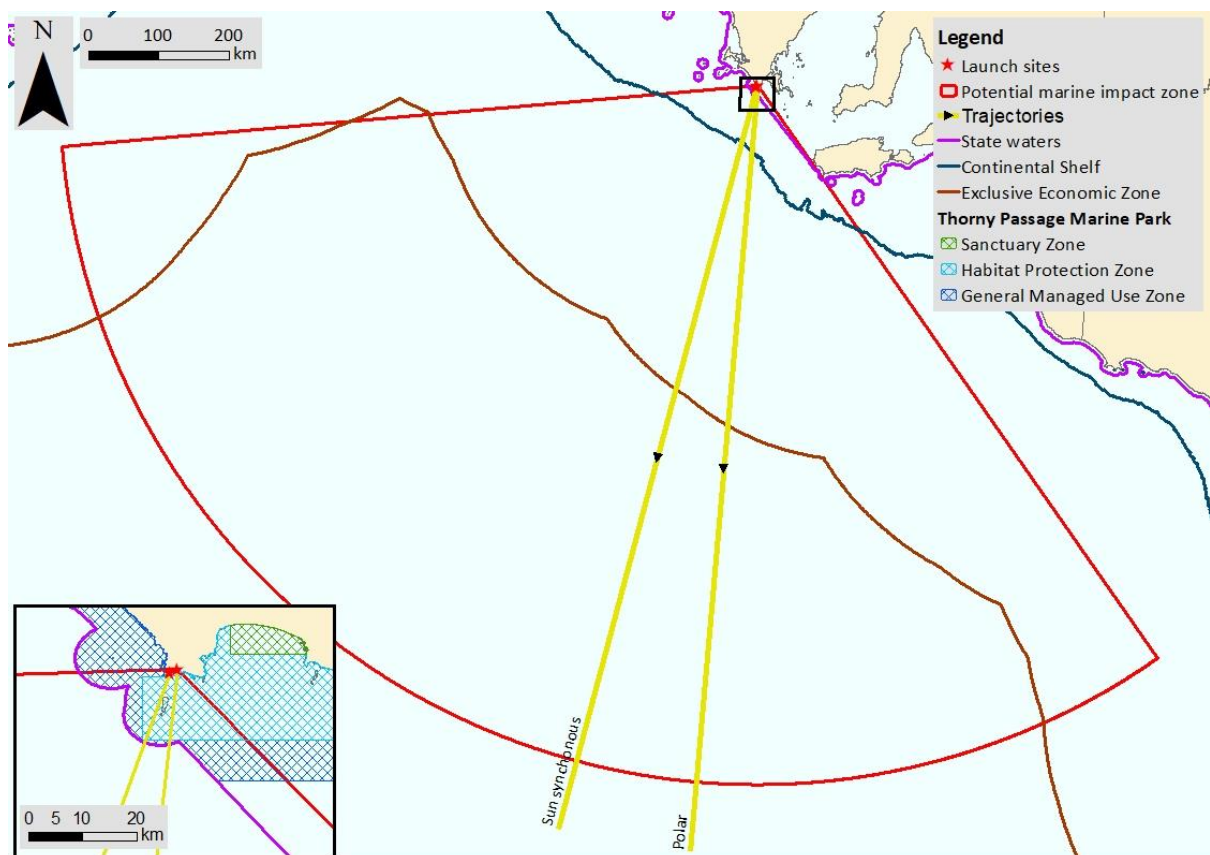 N
0 100 200
km
Legend
Launch sites
Potential marine impact zone
Trajectories
State waters
Continental Shelf
Exclusive Economic Zone
Thorny Passage Marine Park
Sanctuary Zone
Habitat Protection Zone
General Managed Use Zone
Sun synchonous
Polar
0 5 10 20
km